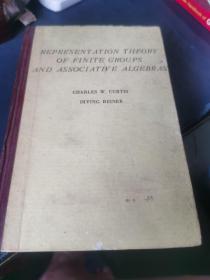 REPRESENTATION THEORY
OF FINITE GROUPS
AND ASSOCIATIVE ALGEBRAS
CHARLES W. CURTIS
IRVING REINER